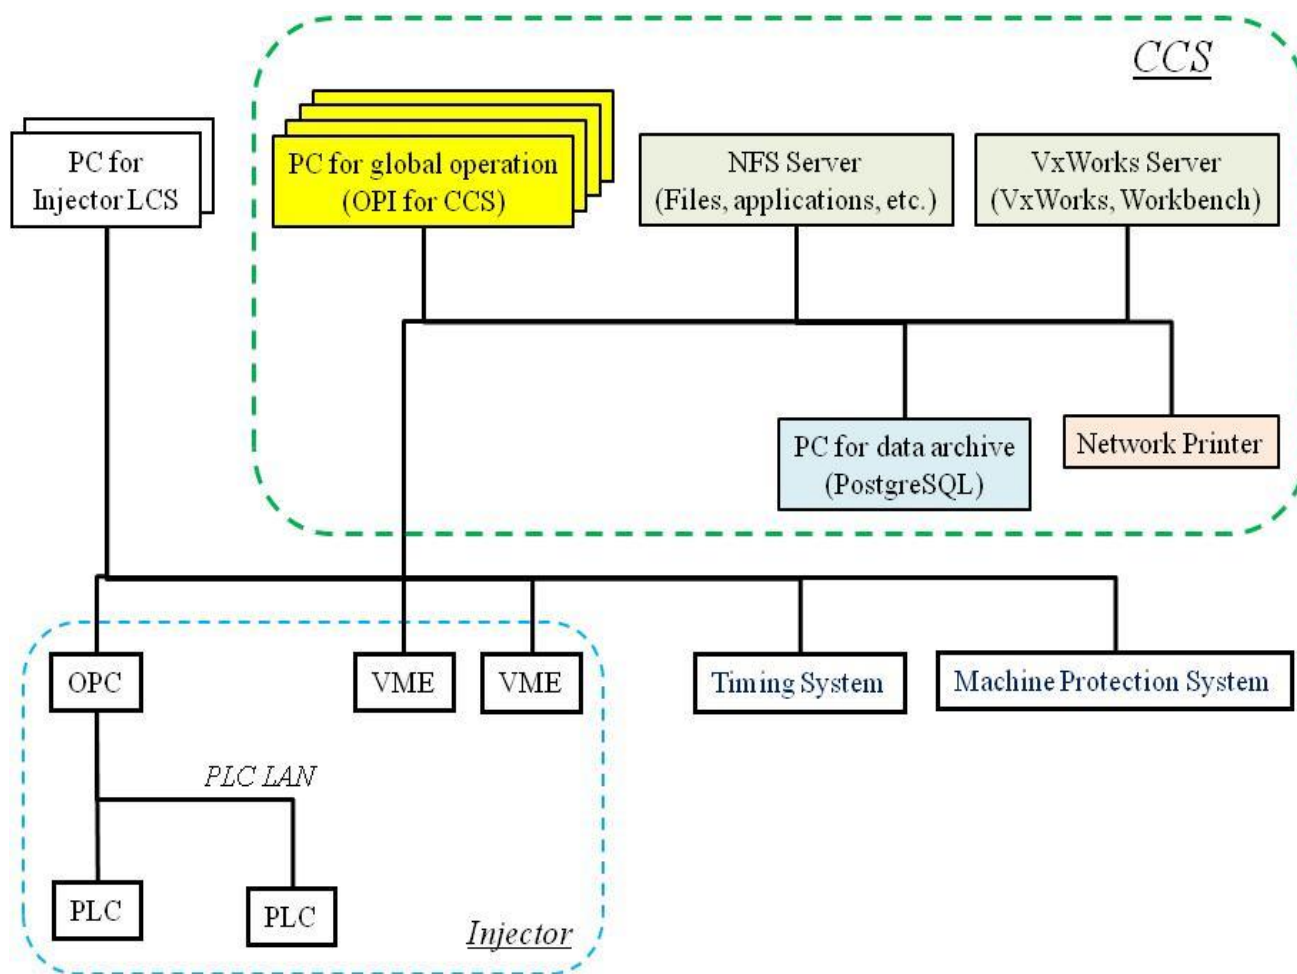 CCS
PC for
Injector LCS
PC for global operation
(OPI for CCS)
NFS Server
(Files, applications, etc.)
VxWorks Server
(VxWorks, Workbench)
PC for data archive
(PostgreSQL)
Network Printer
OPC
VME
VME
Timing System
Machine Protection System
PLC LAN
PLC
PLC
Injector